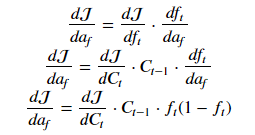 d𝒥/da_f = d𝒥/df_t · df_t/da_f
d𝒥/da_f = d𝒥/dC_t · C_{t−1} · df_t/da_f
d𝒥/da_f = d𝒥/dC_t · C_{t−1} · f_t(1 − f_t)